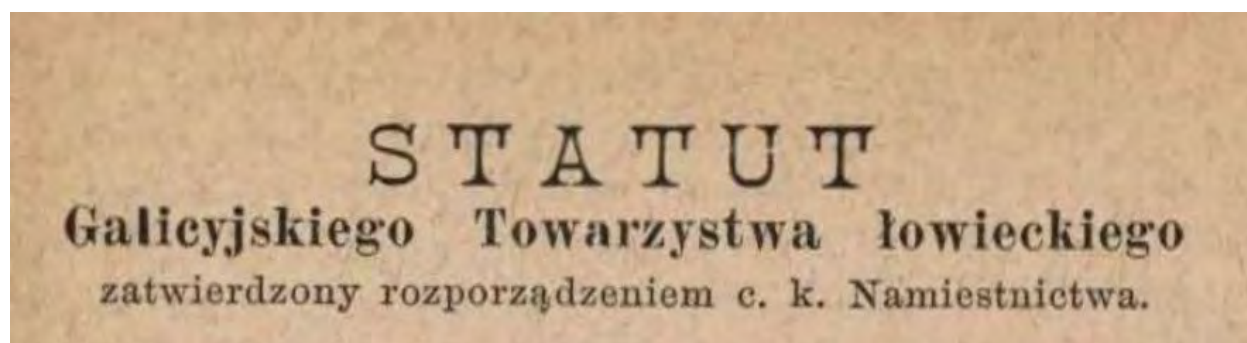 STATUT
Galicyjskiego Towarzystwa łowieckiego
zatwierdzony rozporządzeniem c. k. Namiestnictwa.